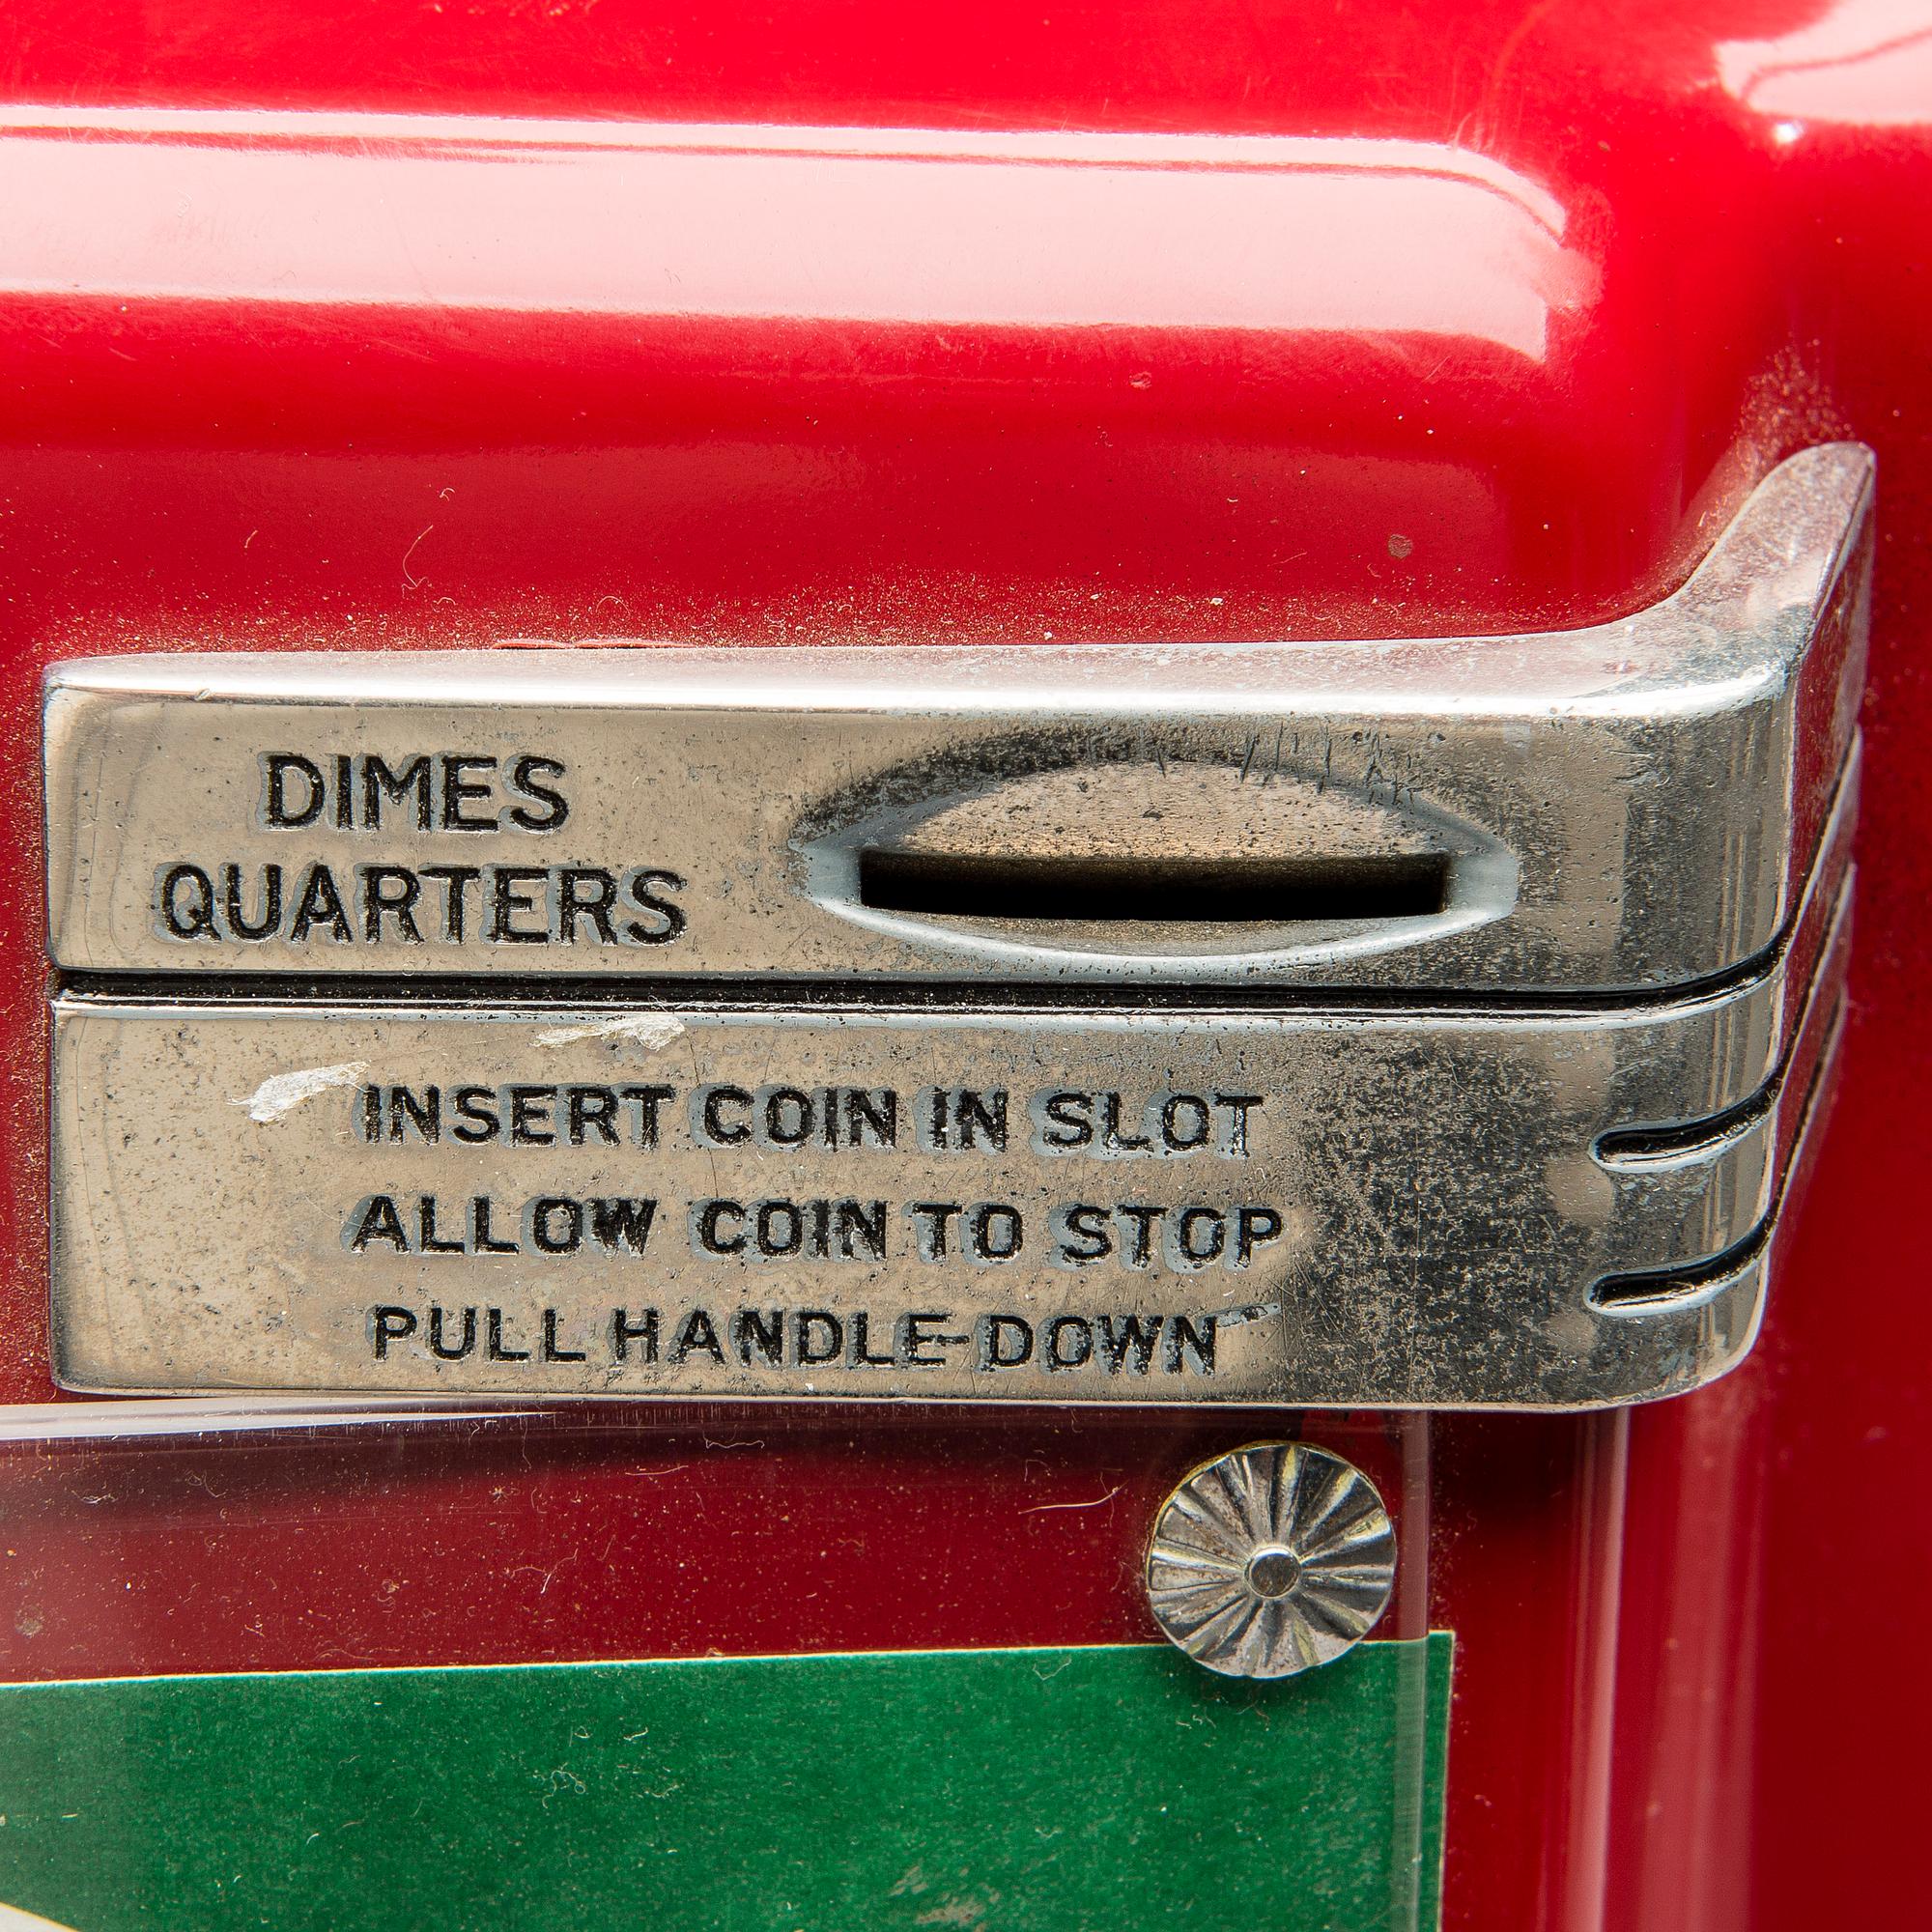 DIMES
QUARTERS
INSERT COIN IN SLOT
ALLOW COIN TO STOP
PULL HANDLE DOWN